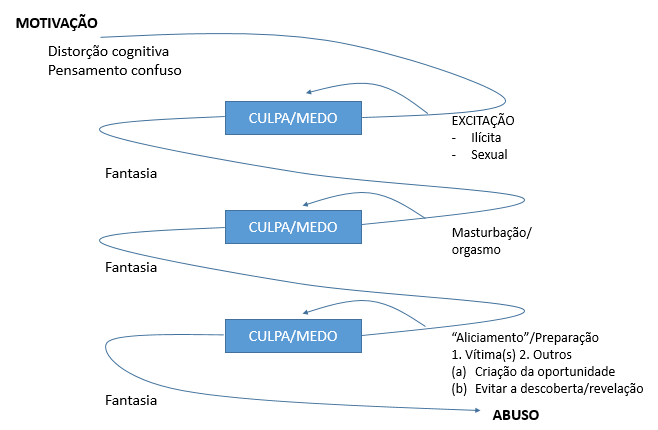 MOTIVAÇÃO
Distorção cognitiva
Pensamento confuso
CULPA/MEDO
EXCITAÇÃO
- Ilícita
- Sexual
Fantasia
CULPA/MEDO
Masturbação/
orgasmo
Fantasia
CULPA/MEDO
“Aliciamento”/Preparação
1. Vítima(s) 2. Outros
(a) Criação da oportunidade
(b) Evitar a descoberta/revelação
Fantasia
ABUSO